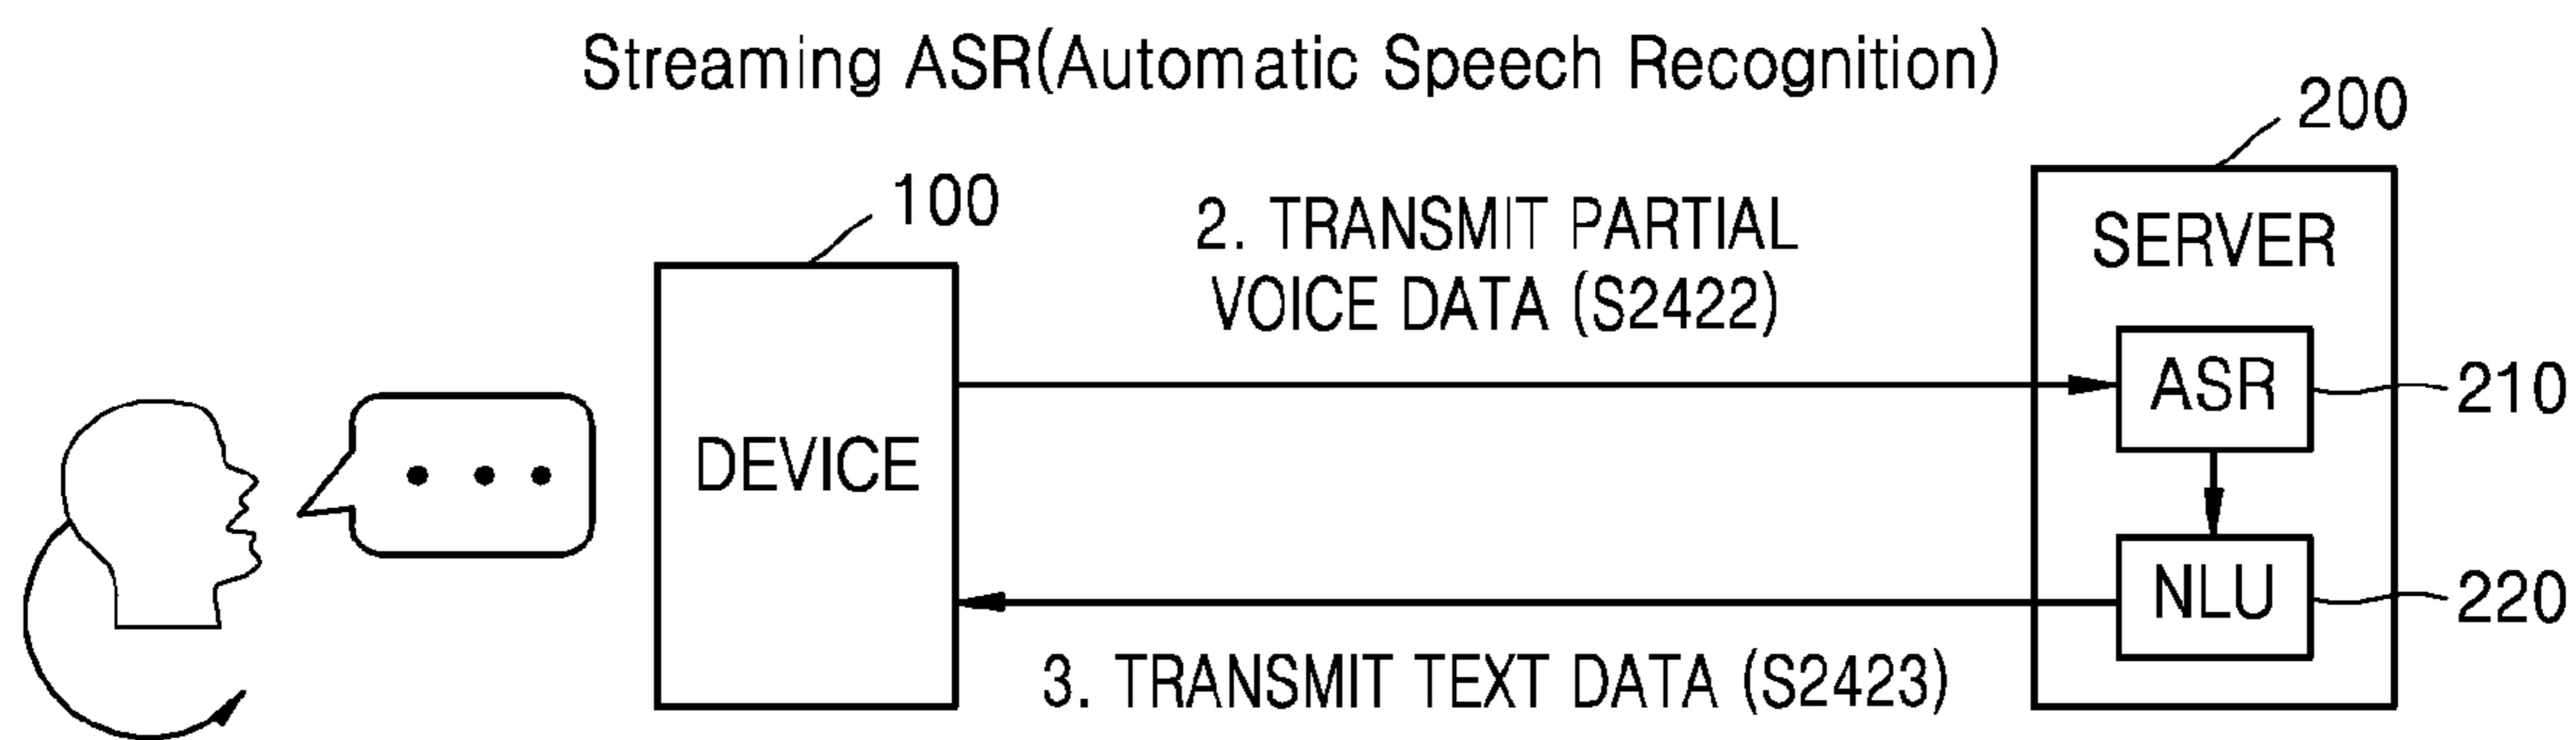 Streaming ASR(Automatic Speech Recognition)
200
100
2. TRANSMIT PARTIAL
VOICE DATA (S2422)
SERVER
ASR
210
DEVICE
NLU
220
3. TRANSMIT TEXT DATA (S2423)